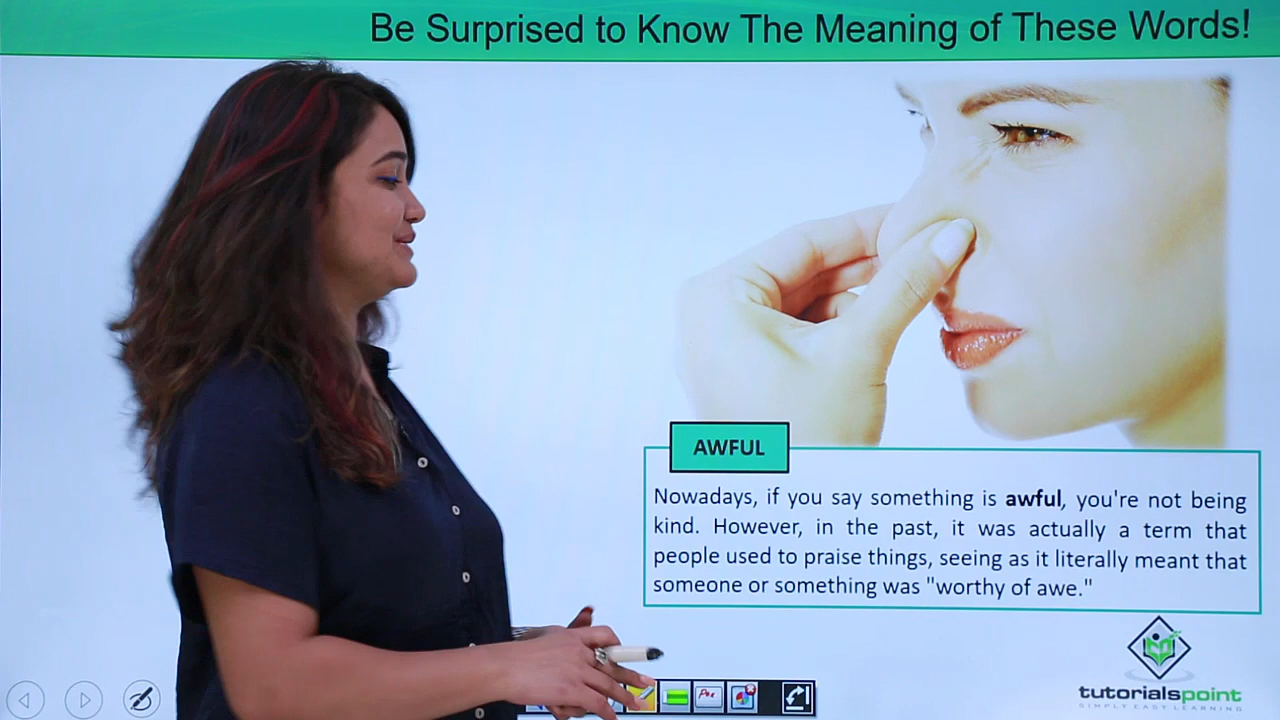 Be Surprised to Know The Meaning of These Words!
AWFUL
Nowadays, if you say something is awful, you're not being
kind. However, in the past, it was actually a term that
people used to praise things, seeing as it literally meant that
someone or something was "worthy of awe."
tutorialspoint
SIMPLY EASY LEARNING